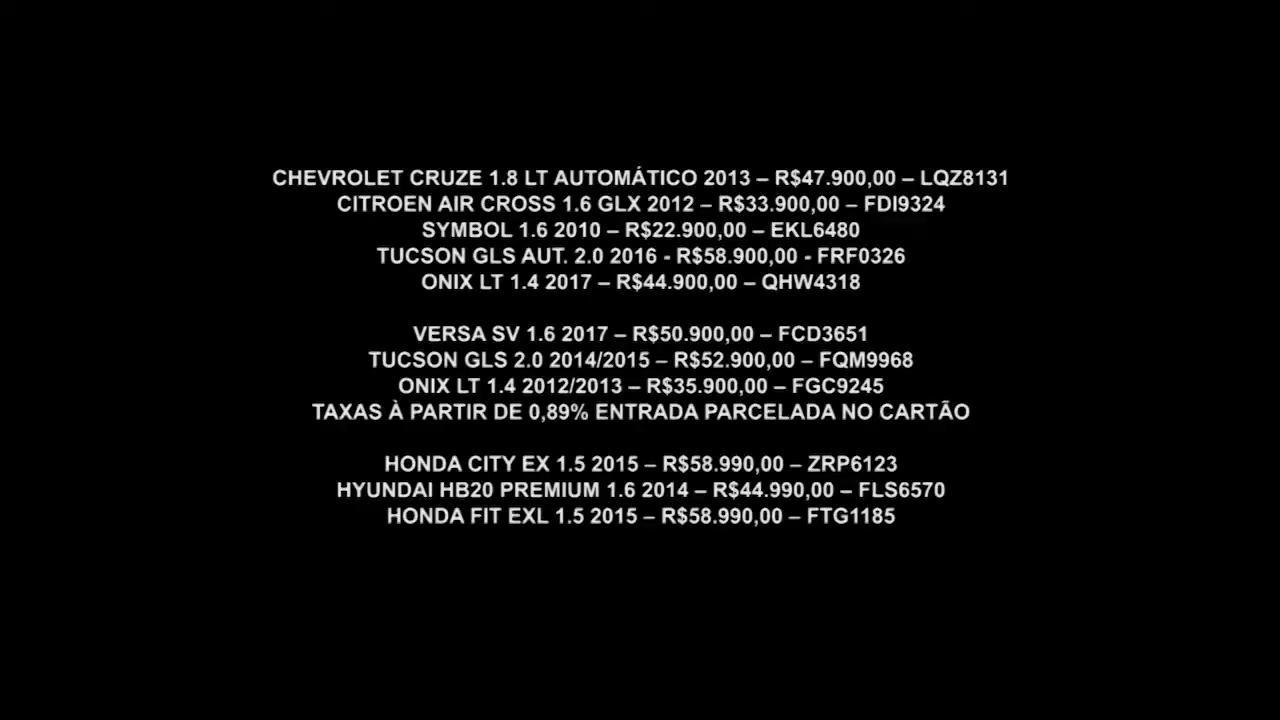 CHEVROLET CRUZE 1.8 LT AUTOMÁTICO 2013 – R$47.900,00 – LQZ8131
CITROEN AIR CROSS 1.6 GLX 2012 – R$33.900,00 – FDI9324
SYMBOL 1.6 2010 – R$22.900,00 – EKL6480
TUCSON GLS AUT. 2.0 2016 - R$58.900,00 - FRF0326
ONIX LT 1.4 2017 – R$44.900,00 – QHW4318
VERSA SV 1.6 2017 – R$50.900,00 – FCD3651
TUCSON GLS 2.0 2014/2015 – R$52.900,00 – FQM9968
ONIX LT 1.4 2012/2013 – R$35.900,00 – FGC9245
TAXAS À PARTIR DE 0,89% ENTRADA PARCELADA NO CARTÃO
HONDA CITY EX 1.5 2015 – R$58.990,00 – ZRP6123
HYUNDAI HB20 PREMIUM 1.6 2014 – R$44.990,00 – FLS6570
HONDA FIT EXL 1.5 2015 – R$58.990,00 – FTG1185